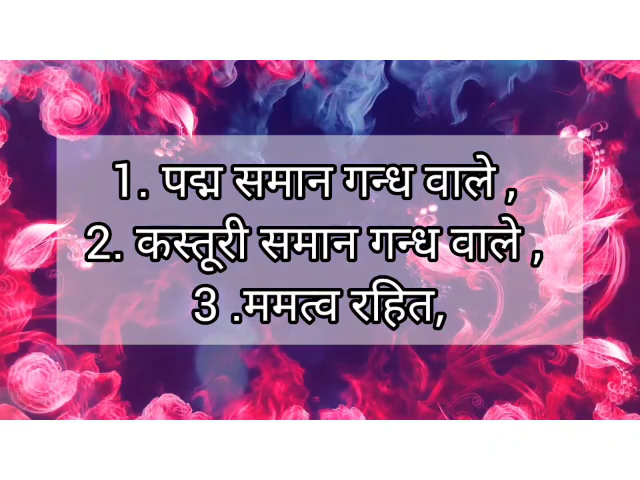 1. पद्म समान गन्ध वाले ,
2. कस्तूरी समान गन्ध वाले ,
3 .ममत्व रहित,